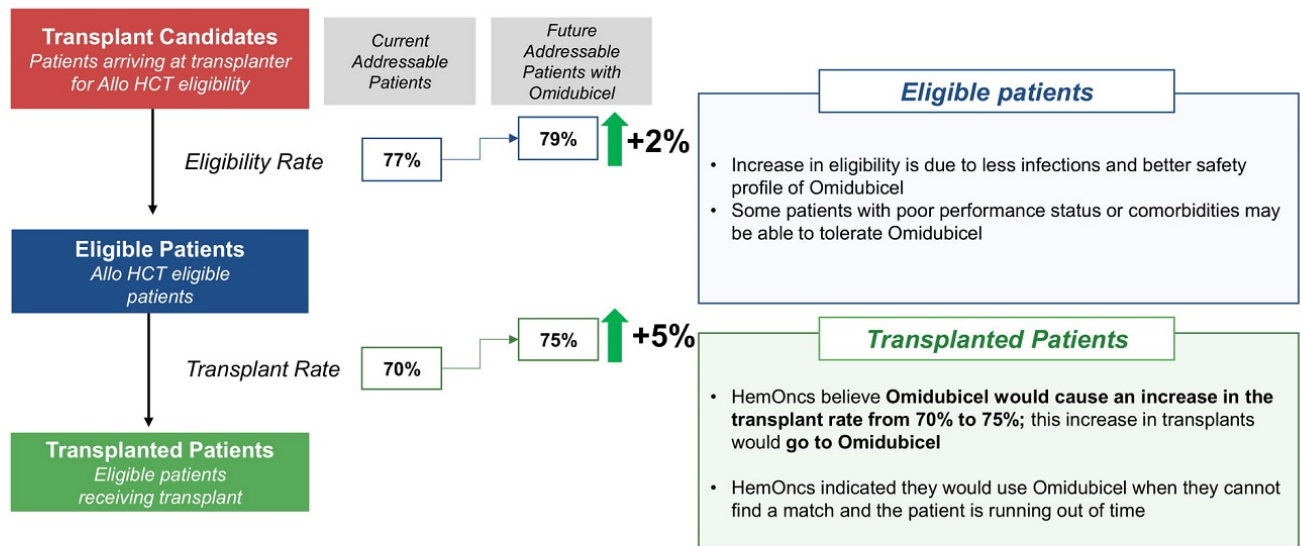 Transplant Candidates
Patients arriving at transplanter
for Allo HCT eligibility
Current
Addressable
Patients
Future
Addressable
Patients with
Omidubicel
Eligibility Rate
77%
79%
+2%
Eligible patients
• Increase in eligibility is due to less infections and better safety
profile of Omidubicel
• Some patients with poor performance status or comorbidities may
be able to tolerate Omidubicel
Eligible Patients
Allo HCT eligible
patients
Transplant Rate
70%
75%
+5%
Transplanted Patients
• HemOncs believe Omidubicel would cause an increase in the
transplant rate from 70% to 75%; this increase in transplants
would go to Omidubicel
• HemOncs indicated they would use Omidubicel when they cannot
find a match and the patient is running out of time
Transplanted Patients
Eligible patients
receiving transplant